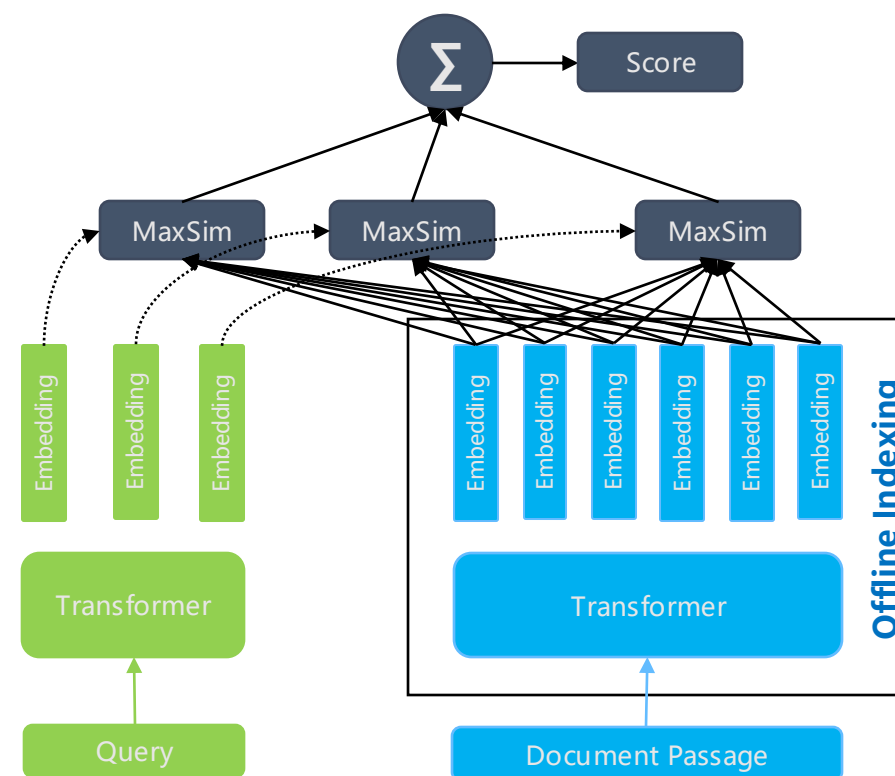 ∑
Score
MaxSim
MaxSim
MaxSim
Embedding
Embedding
Embedding
Embedding
Embedding
Embedding
Embedding
Embedding
Embedding
Offline Indexing
Transformer
Transformer
Query
Document Passage